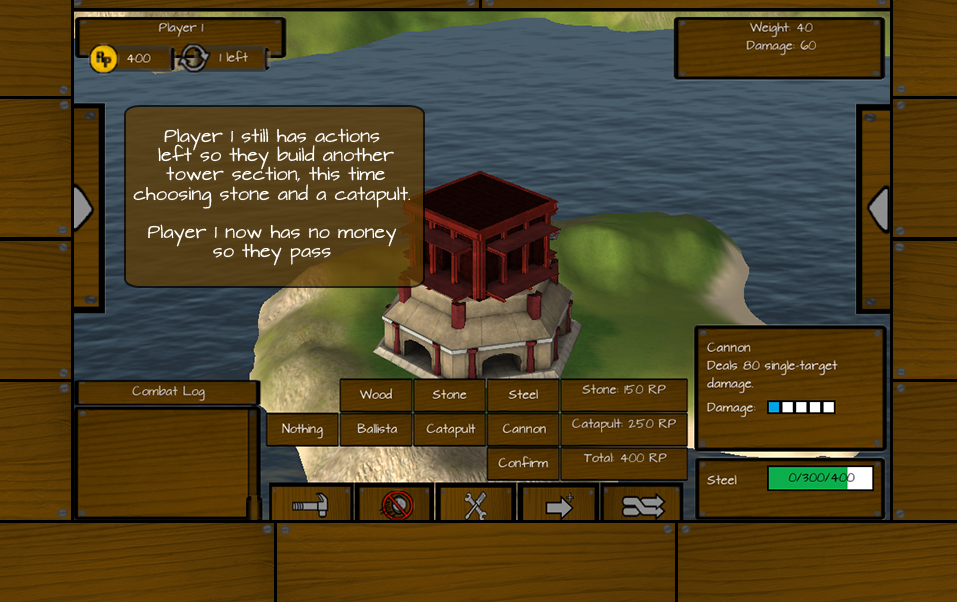 Player 1
RP
400
1 left
Weight: 40
Damage: 60
Player 1 still has actions
left so they build another
tower section, this time
choosing stone and a catapult.
Player 1 now has no money
so they pass
Cannon
Deals 80 single-target
damage.
Damage:
Combat Log
Wood
Stone
Steel
Stone: 150 RP
Nothing
Ballista
Catapult
Cannon
Catapult: 250 RP
Confirm
Total: 400 RP
Steel
0/300/400